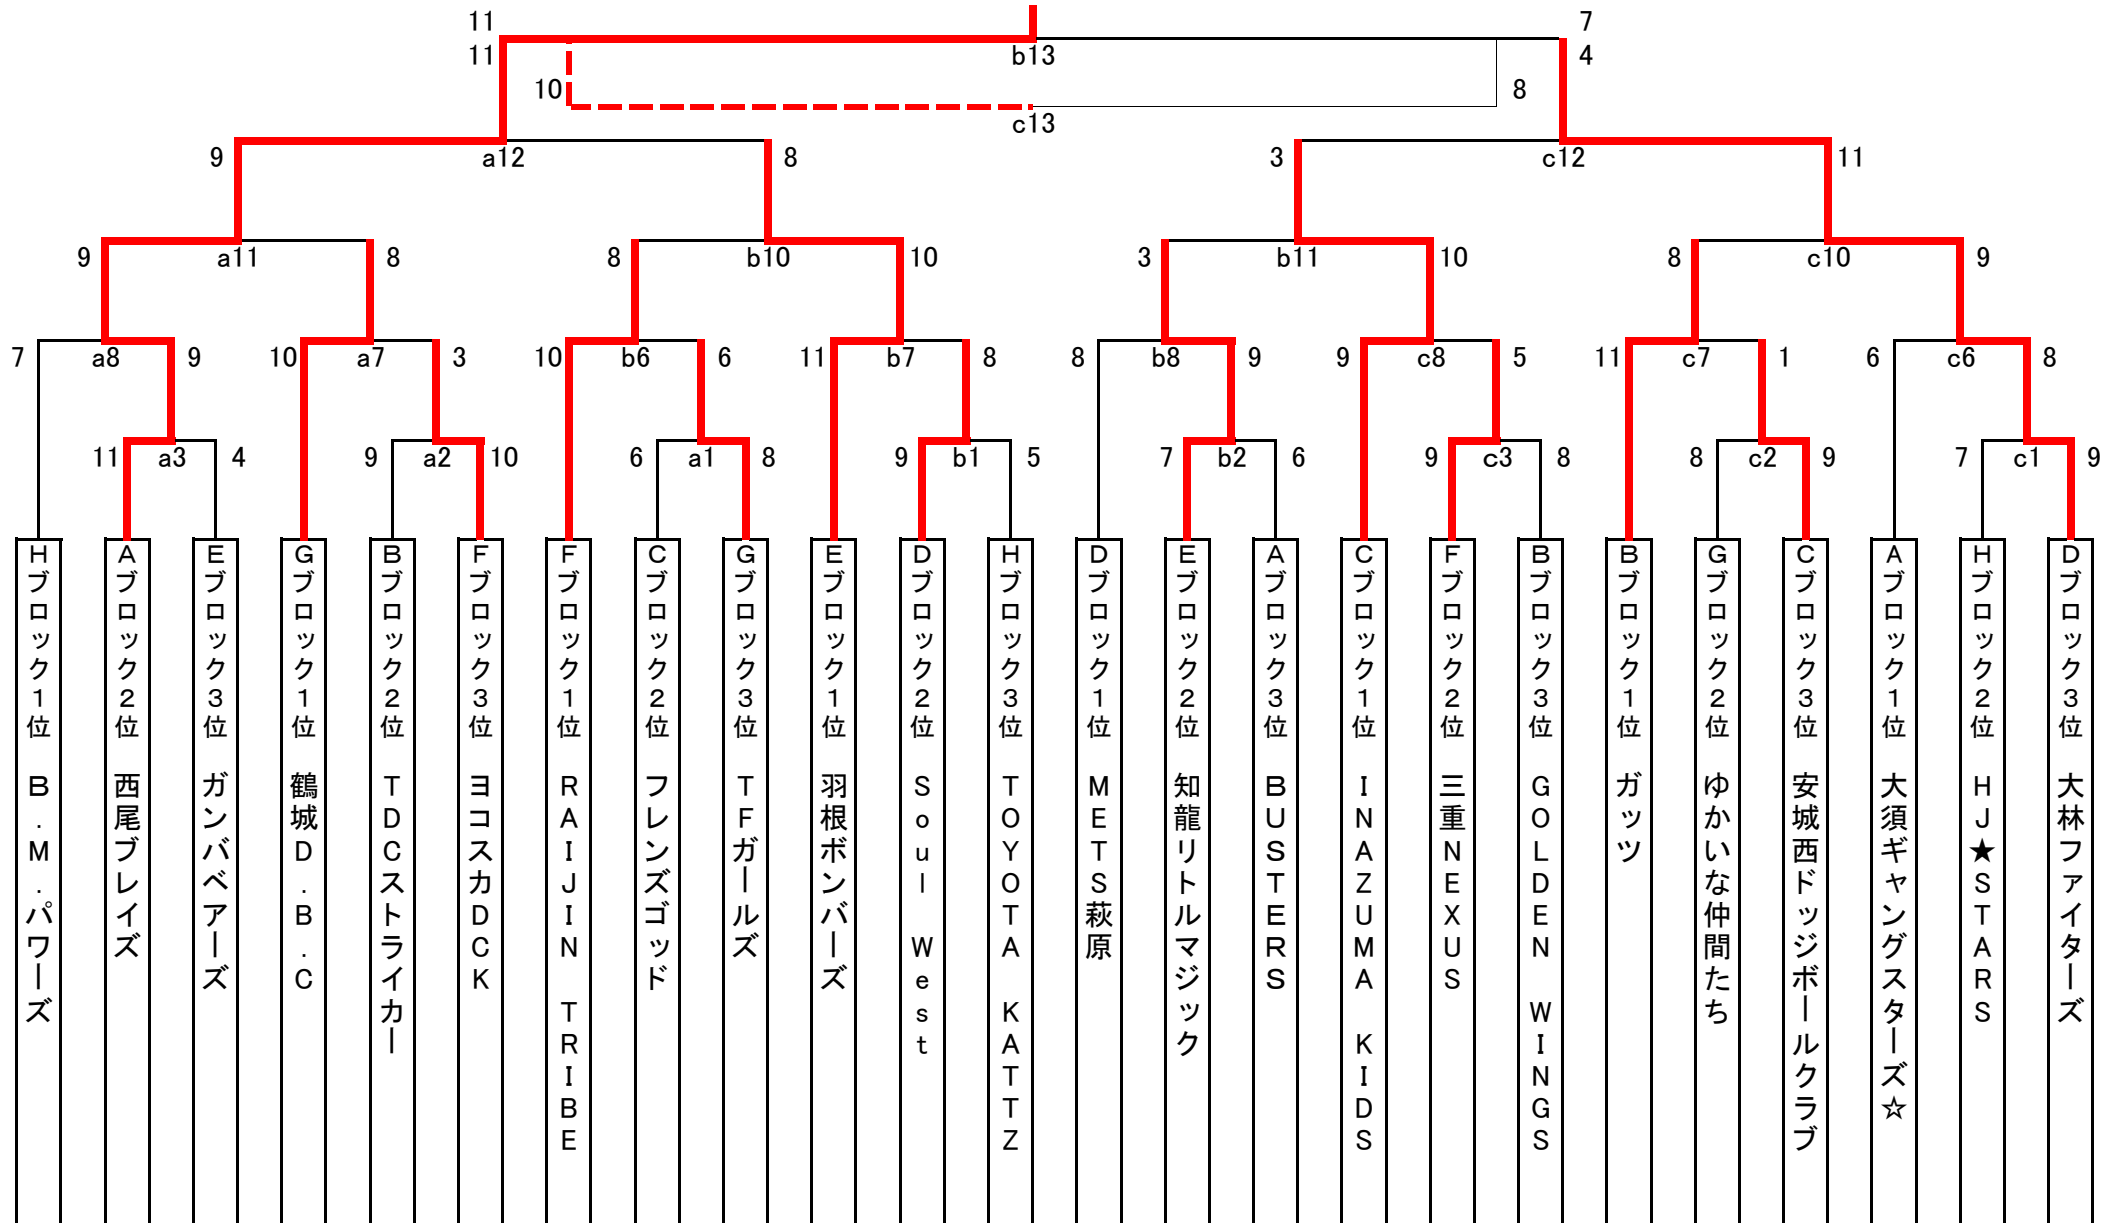 11 7
11 b13 4
10 8
c13
9 a12 8 3 c12 11
9 a11 8 8 b10 10 3 b11 10 8 c10 9
7 a8 9 10 a7 3 10 b6 6 11 b7 8 8 b8 9 9 c8 5 11 c7 1 6 c6 8
11 a3 4 9 a2 10 6 a1 8 9 b1 5 7 b2 6 9 c3 8 8 c2 9 7 c1 9
Hブロック1位 B.M.パワーズ
Aブロック2位 西尾ブレイズ
Eブロック3位 ガンバベアーズ
Gブロック1位 鶴城D.B.C
Bブロック2位 TDCストライカー
Fブロック3位 ヨコスカDCK
Fブロック1位 RAIJIN TRIBE
Cブロック2位 フレンズゴッド
Gブロック3位 TFガールズ
Eブロック1位 羽根ボンバーズ
Dブロック2位 Soul West
Hブロック3位 TOYOTA KATTZ
Dブロック1位 METS萩原
Eブロック2位 知龍リトルマジック
Aブロック3位 BUSTERS
Cブロック1位 INAZUMA KIDS
Fブロック2位 三重NEXUS
Bブロック3位 GOLDEN WINGS
Bブロック1位 ガッツ
Gブロック2位 ゆかいな仲間たち
Cブロック3位 安城西ドッジボールクラブ
Aブロック1位 大須ギャングスターズ☆
Hブロック2位 HJ★STARS
Dブロック3位 大林ファイターズ